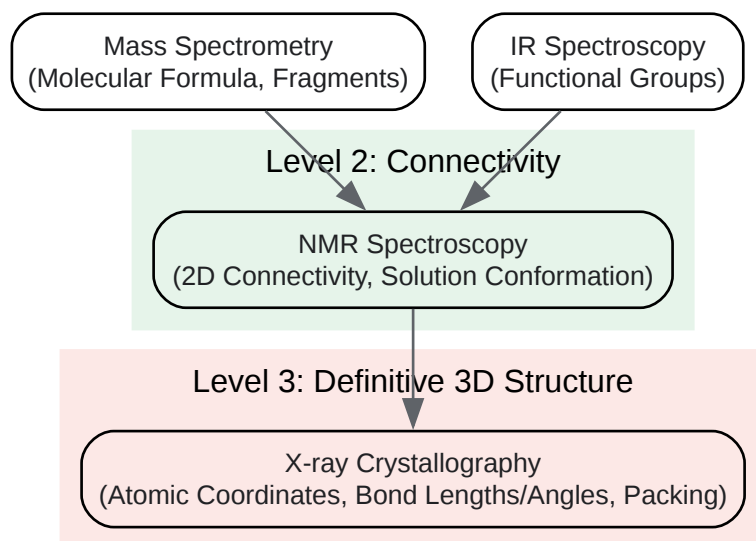 Mass Spectrometry
(Molecular Formula, Fragments)
IR Spectroscopy
(Functional Groups)
Level 2: Connectivity
NMR Spectroscopy
(2D Connectivity, Solution Conformation)
Level 3: Definitive 3D Structure
X-ray Crystallography
(Atomic Coordinates, Bond Lengths/Angles, Packing)